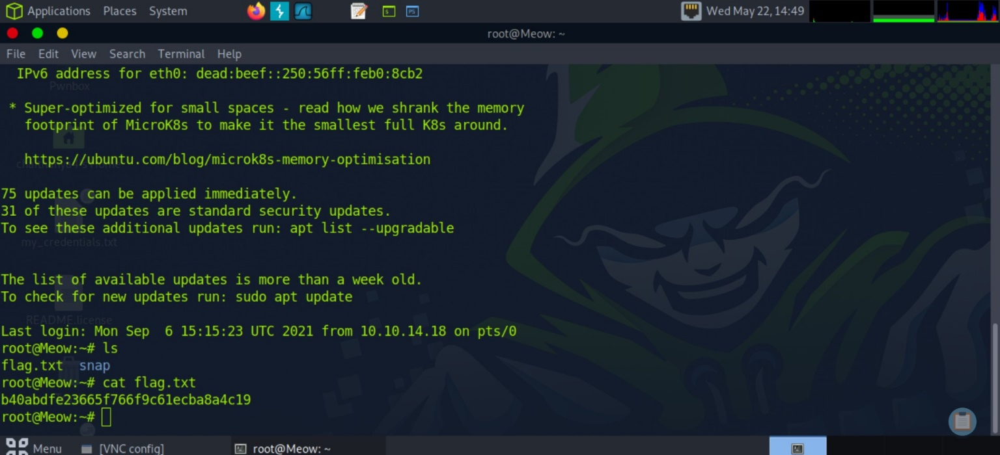 Applications Places System
Wed May 22, 14:49
root@Meow: ~
File Edit View Search Terminal Help
IPv6 address for eth0: dead:beef::250:56ff:feb0:8cb2
Pwnbox
* Super-optimized for small spaces - read how we shrank the memory
footprint of MicroK8s to make it the smallest full K8s around.
https://ubuntu.com/blog/microk8s-memory-optimisation
Home
75 updates can be applied immediately.
31 of these updates are standard security updates.
To see these additional updates run: apt list --upgradable
my_credentials.txt
The list of available updates is more than a week old.
To check for new updates run: sudo apt update
README.license
Last login: Mon Sep  6 15:15:23 UTC 2021 from 10.10.14.18 on pts/0
root@Meow:~# ls
flag.txt  snap
root@Meow:~# cat flag.txt
b40abdfe23665f766f9c61ecba8a4c19
root@Meow:~#
Menu [VNC config] root@Meow: ~